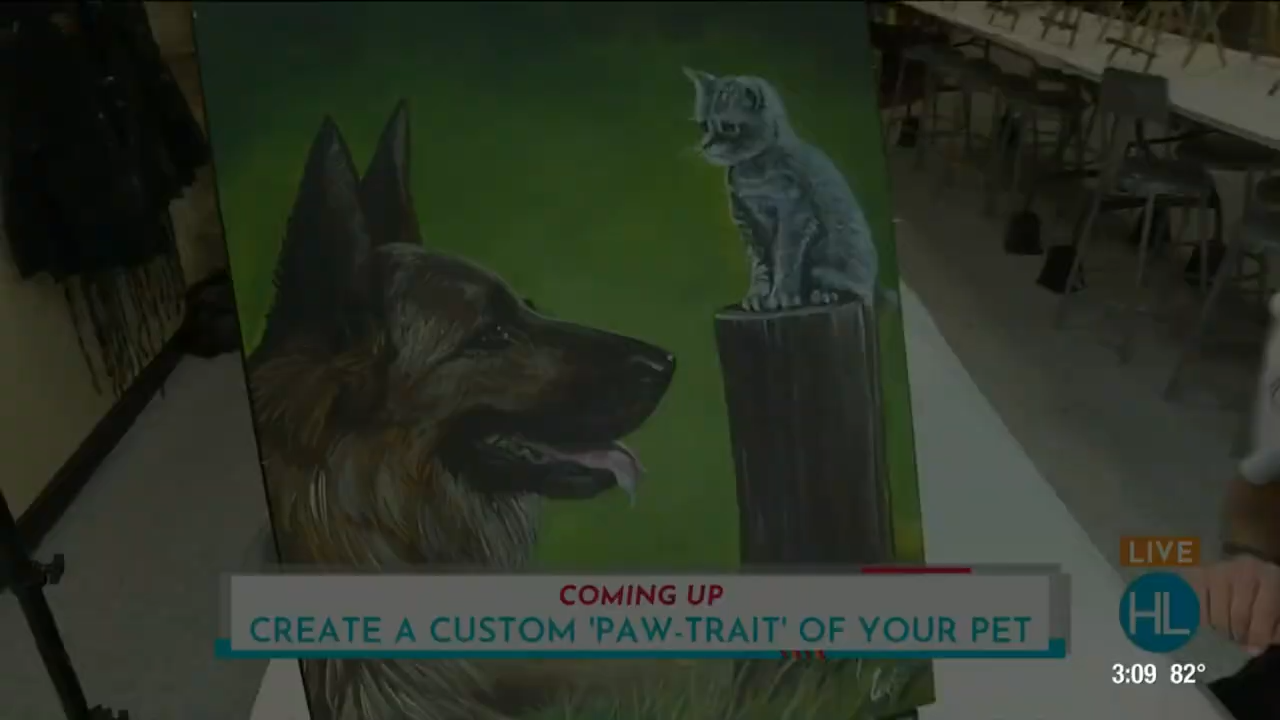 COMING UP
CREATE A CUSTOM 'PAW-TRAIT' OF YOUR PET
LIVE
HL
3:09 82°